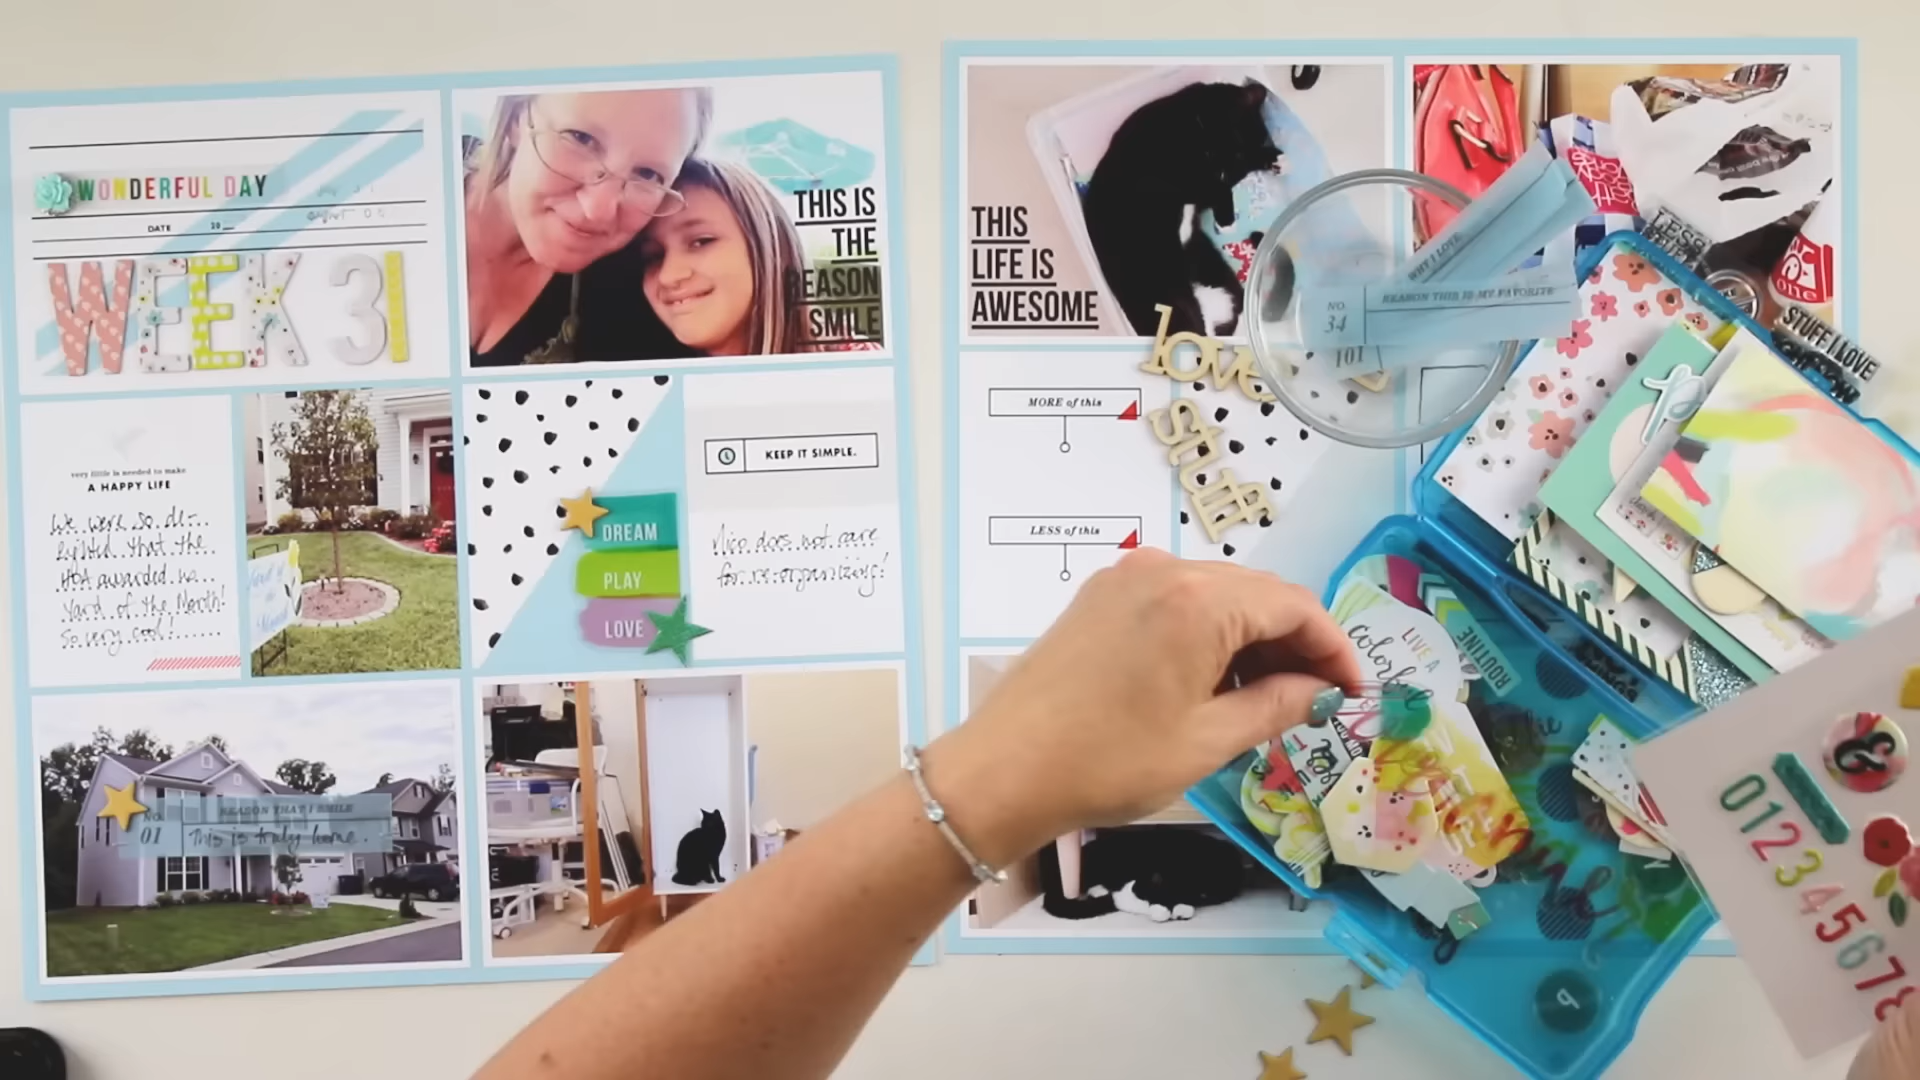 WONDERFUL DAY
DATE 20
WEEK 31
THIS IS
THE
REASON
I SMILE
very little is needed to make
A HAPPY LIFE
We were so de-
lighted that the
HOA awarded us
Yard of the Month!
So very cool!
DREAM
PLAY
LOVE
KEEP IT SIMPLE.
Nico does not care
for re-organizing!
NO.
01
REASON THAT I SMILE
This is truly home.
THIS
LIFE IS
AWESOME
love
stuff
MORE of this
LESS of this
WHY I LOVE
NO.
34
REASON THIS IS MY FAVORITE
101
one
STUFF I LOVE
LIVE A
colorful
ROUTINE
&
0123
45678